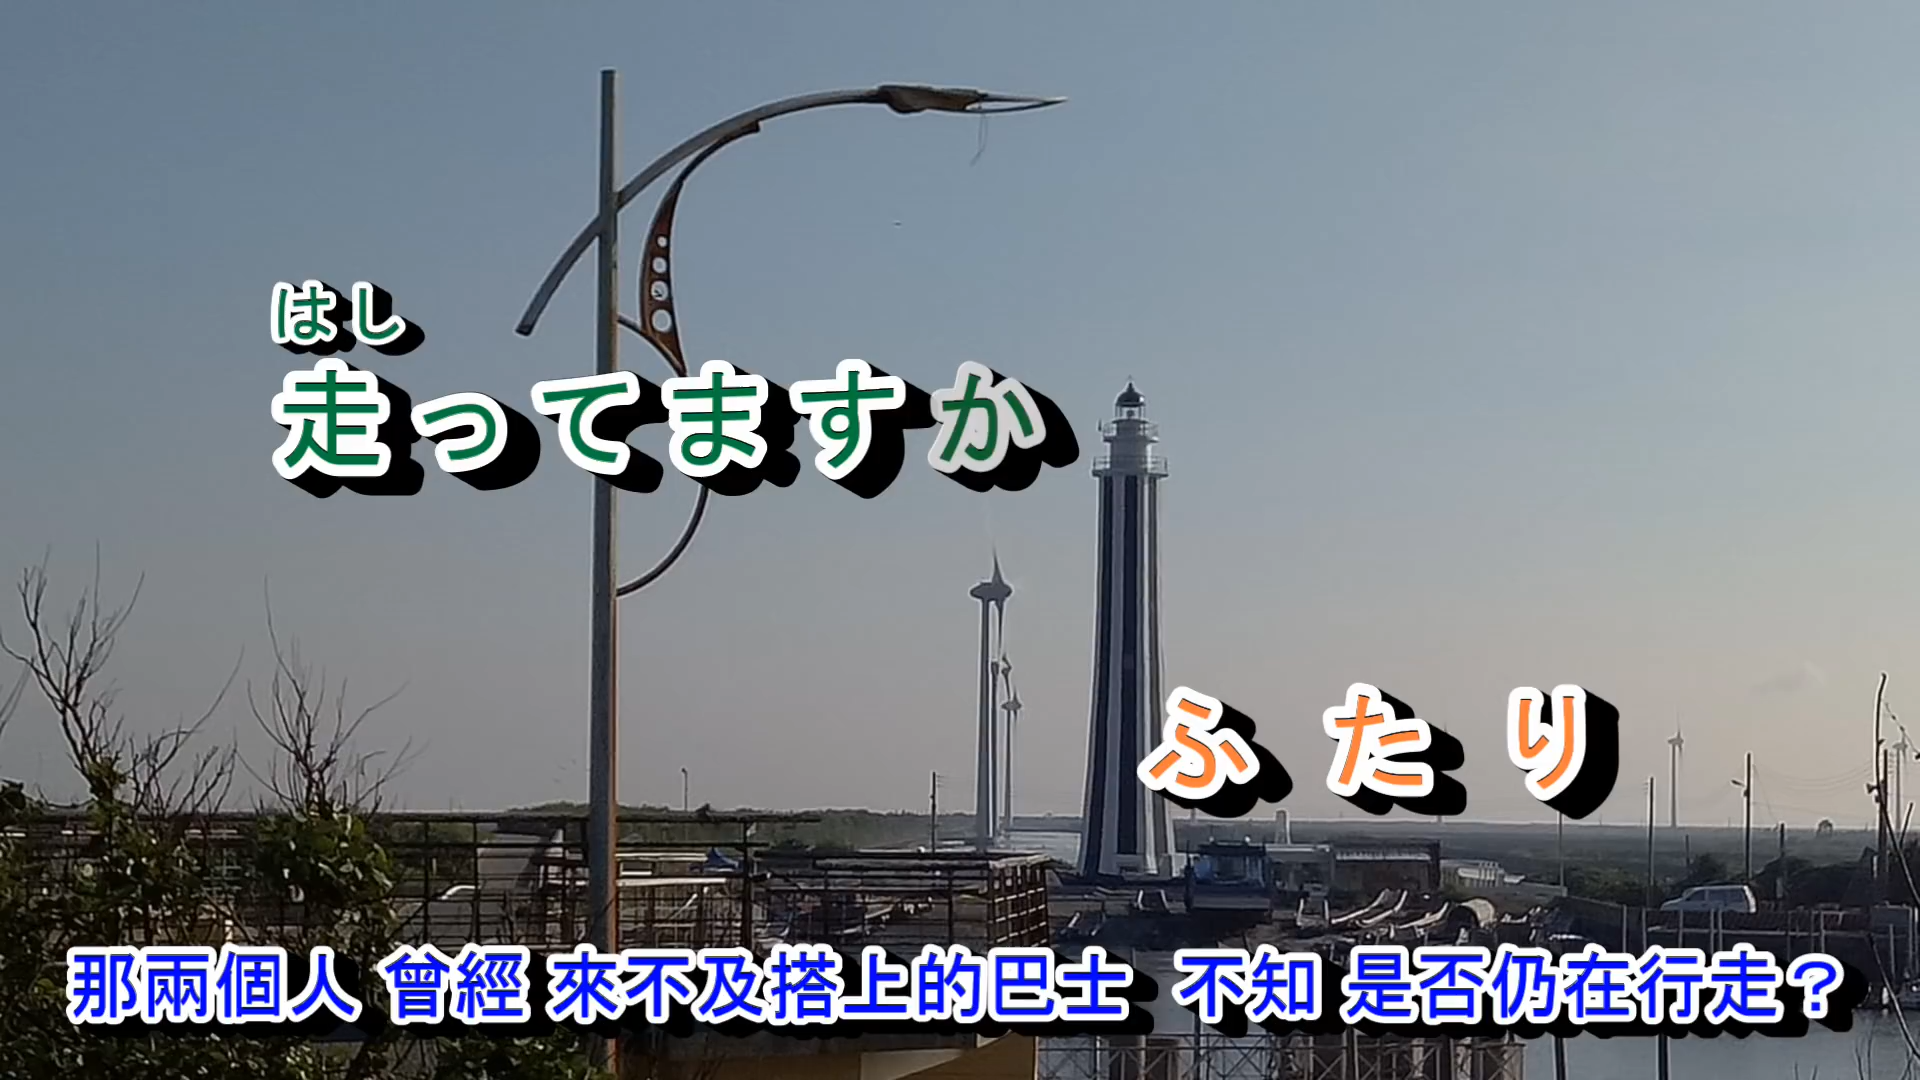 はし
走ってますか
ふたり
那兩個人 曾經 來不及搭上的巴士 不知 是否仍在行走？